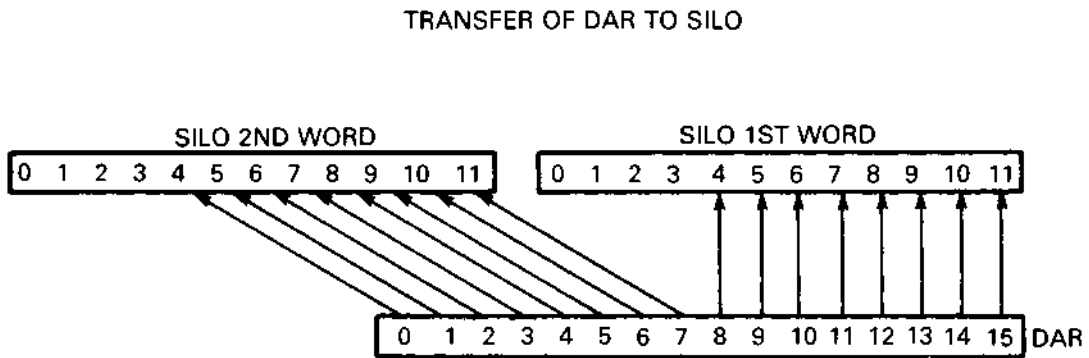 TRANSFER OF DAR TO SILO
SILO 2ND WORD SILO 1ST WORD
0 1 2 3 4 5 6 7 8 9 10 11 0 1 2 3 4 5 6 7 8 9 10 11
0 1 2 3 4 5 6 7 8 9 10 11 12 13 14 15 DAR